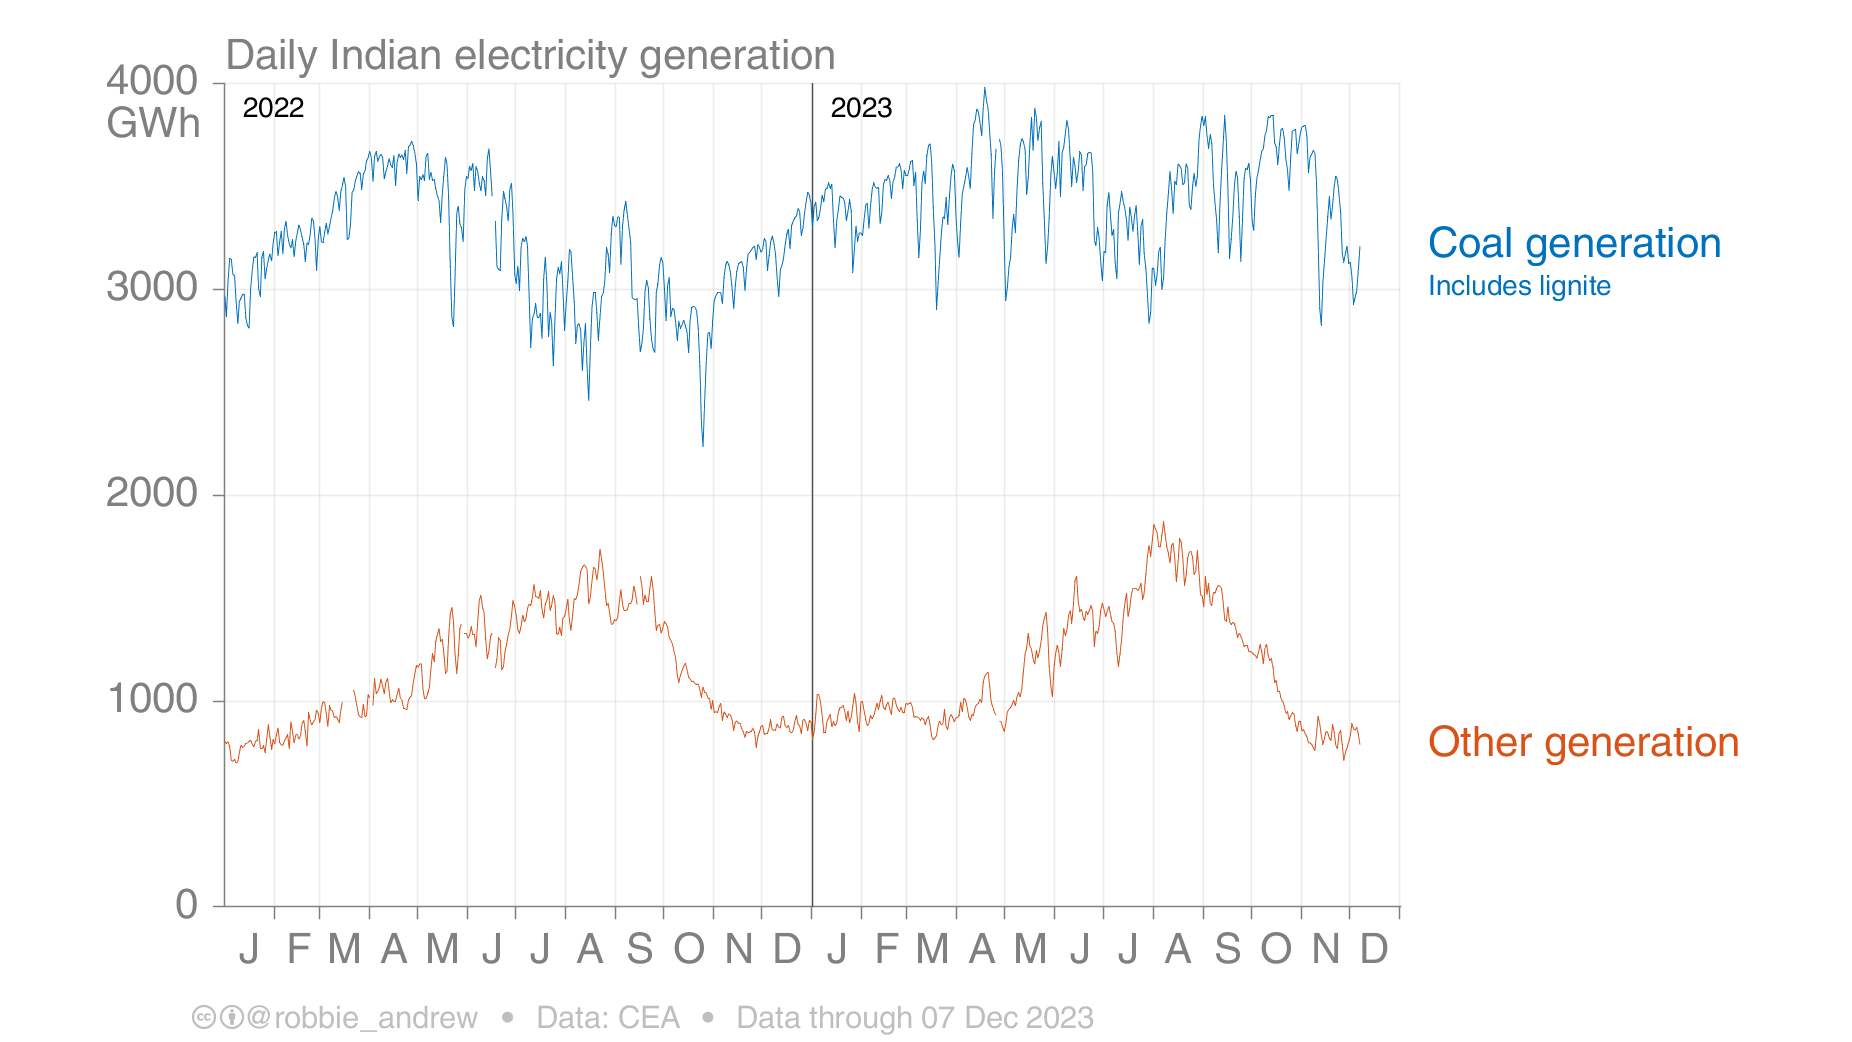 Daily Indian electricity generation
4000
GWh
2022
2023
3000
2000
1000
0
Coal generation
Includes lignite
Other generation
J F M A M J J A S O N D J F M A M J J A S O N D
@robbie_andrew • Data: CEA • Data through 07 Dec 2023